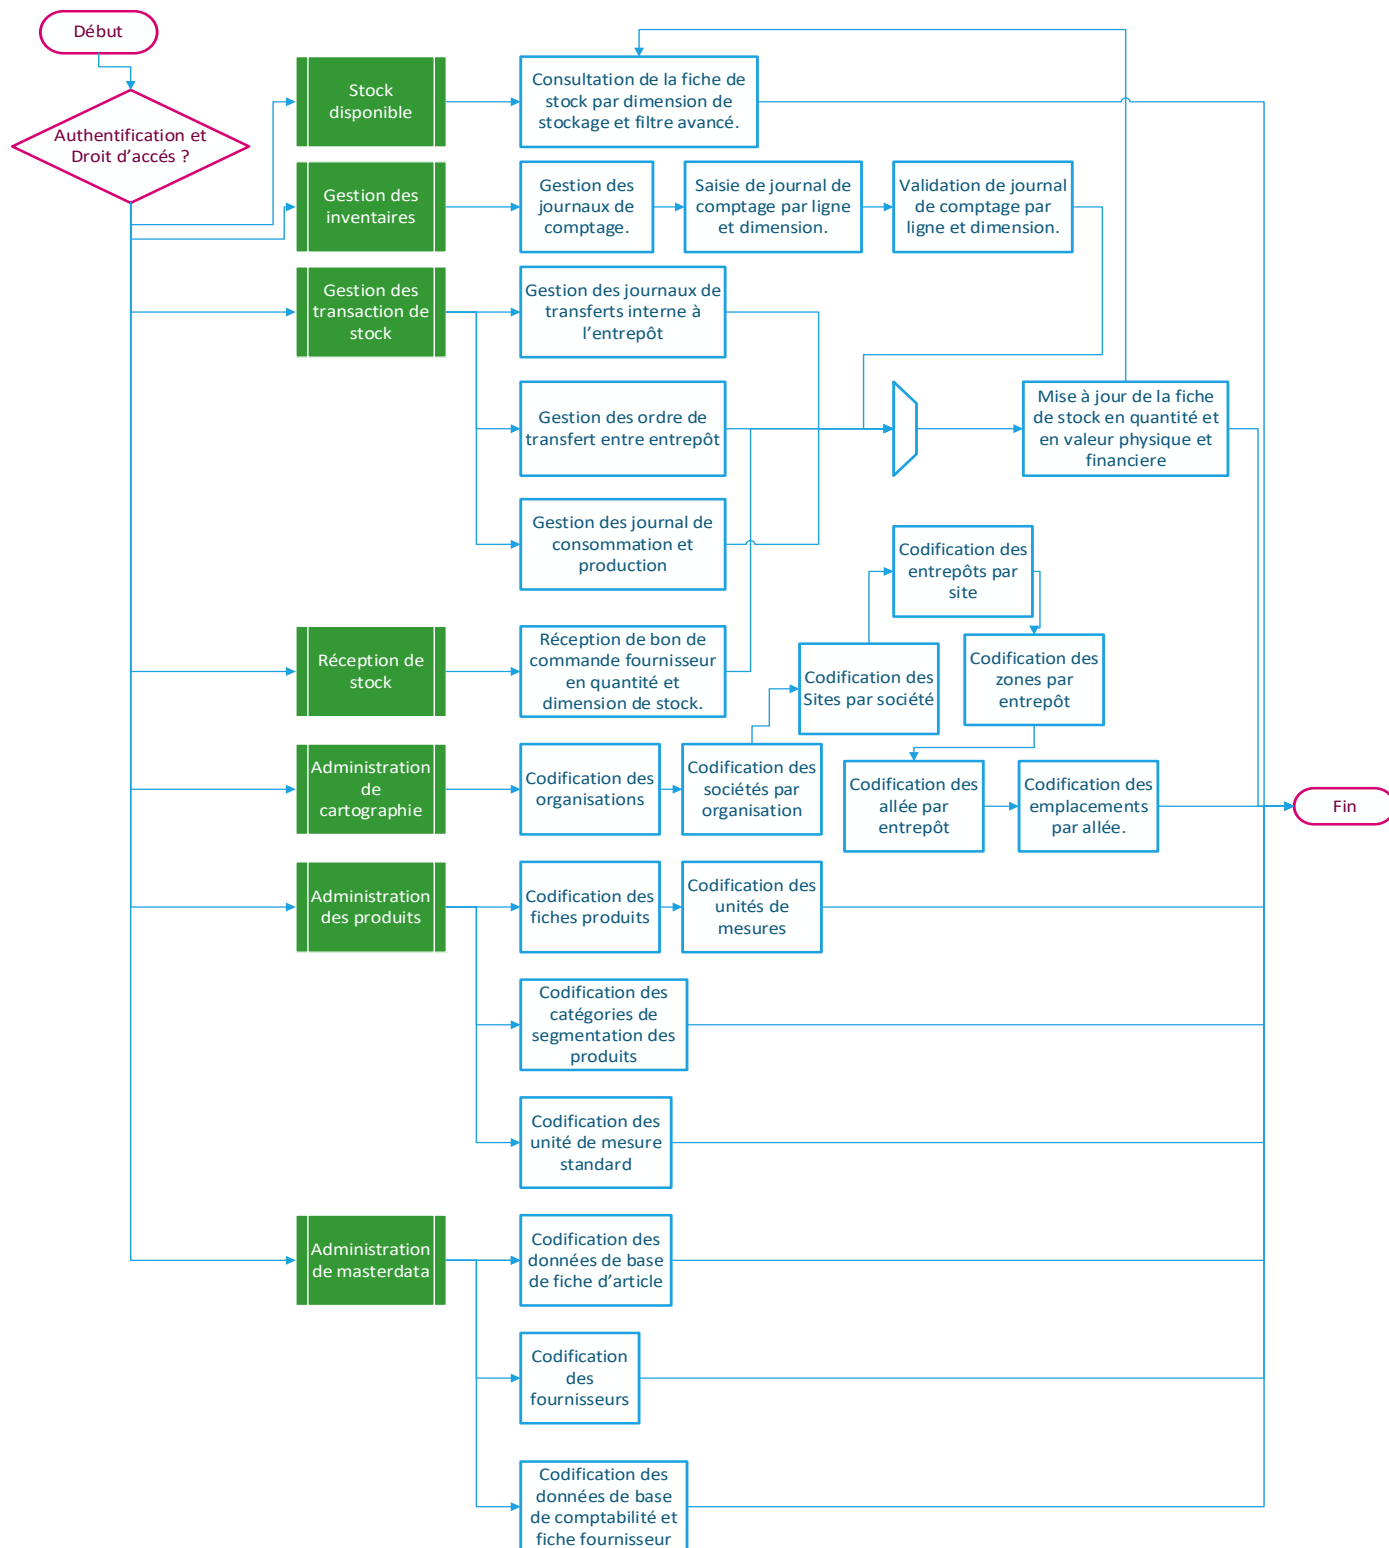 Début
Authentification et
Droit d’accés ?
Stock
disponible
Consultation de la fiche de
stock par dimension de
stockage et filtre avancé.
Gestion des
inventaires
Gestion des
journaux de
comptage.
Saisie de journal de
comptage par ligne
et dimension.
Validation de journal
de comptage par
ligne et dimension.
Gestion des
transaction de
stock
Gestion des journaux de
transferts interne à
l’entrepôt
Gestion des ordre de
transfert entre entrepôt
Mise à jour de la fiche
de stock en quantité et
en valeur physique et
financiere
Gestion des journal de
consommation et
production
Codification des
entrepôts par
site
Réception de
stock
Réception de bon de
commande fournisseur
en quantité et
dimension de stock.
Codification des
Sites par société
Codification des
zones par
entrepôt
Administration
de
cartographie
Codification des
organisations
Codification des
sociétés par
organisation
Codification des
allée par
entrepôt
Codification des
emplacements
par allée.
Fin
Administration
des produits
Codification des
fiches produits
Codification des
unités de
mesures
Codification des
catégories de
segmentation des
produits
Codification des
unité de mesure
standard
Administration
de masterdata
Codification des
données de base
de fiche d’article
Codification
des
fournisseurs
Codification des
données de base
de comptabilité et
fiche fournisseur